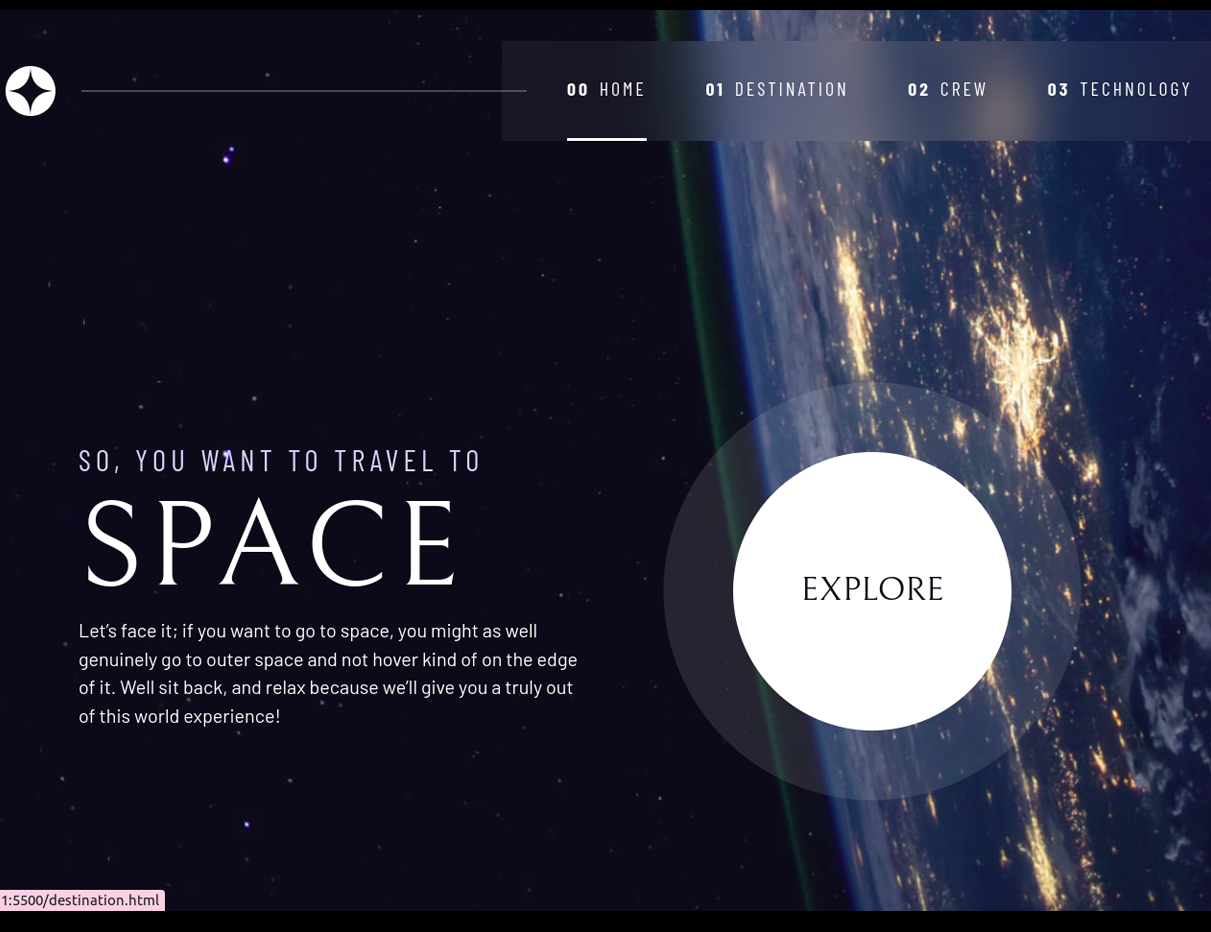 00 HOME 01 DESTINATION 02 CREW 03 TECHNOLOGY
SO, YOU WANT TO TRAVEL TO
SPACE
Let’s face it; if you want to go to space, you might as well
genuinely go to outer space and not hover kind of on the edge
of it. Well sit back, and relax because we’ll give you a truly out
of this world experience!
EXPLORE
1:5500/destination.html